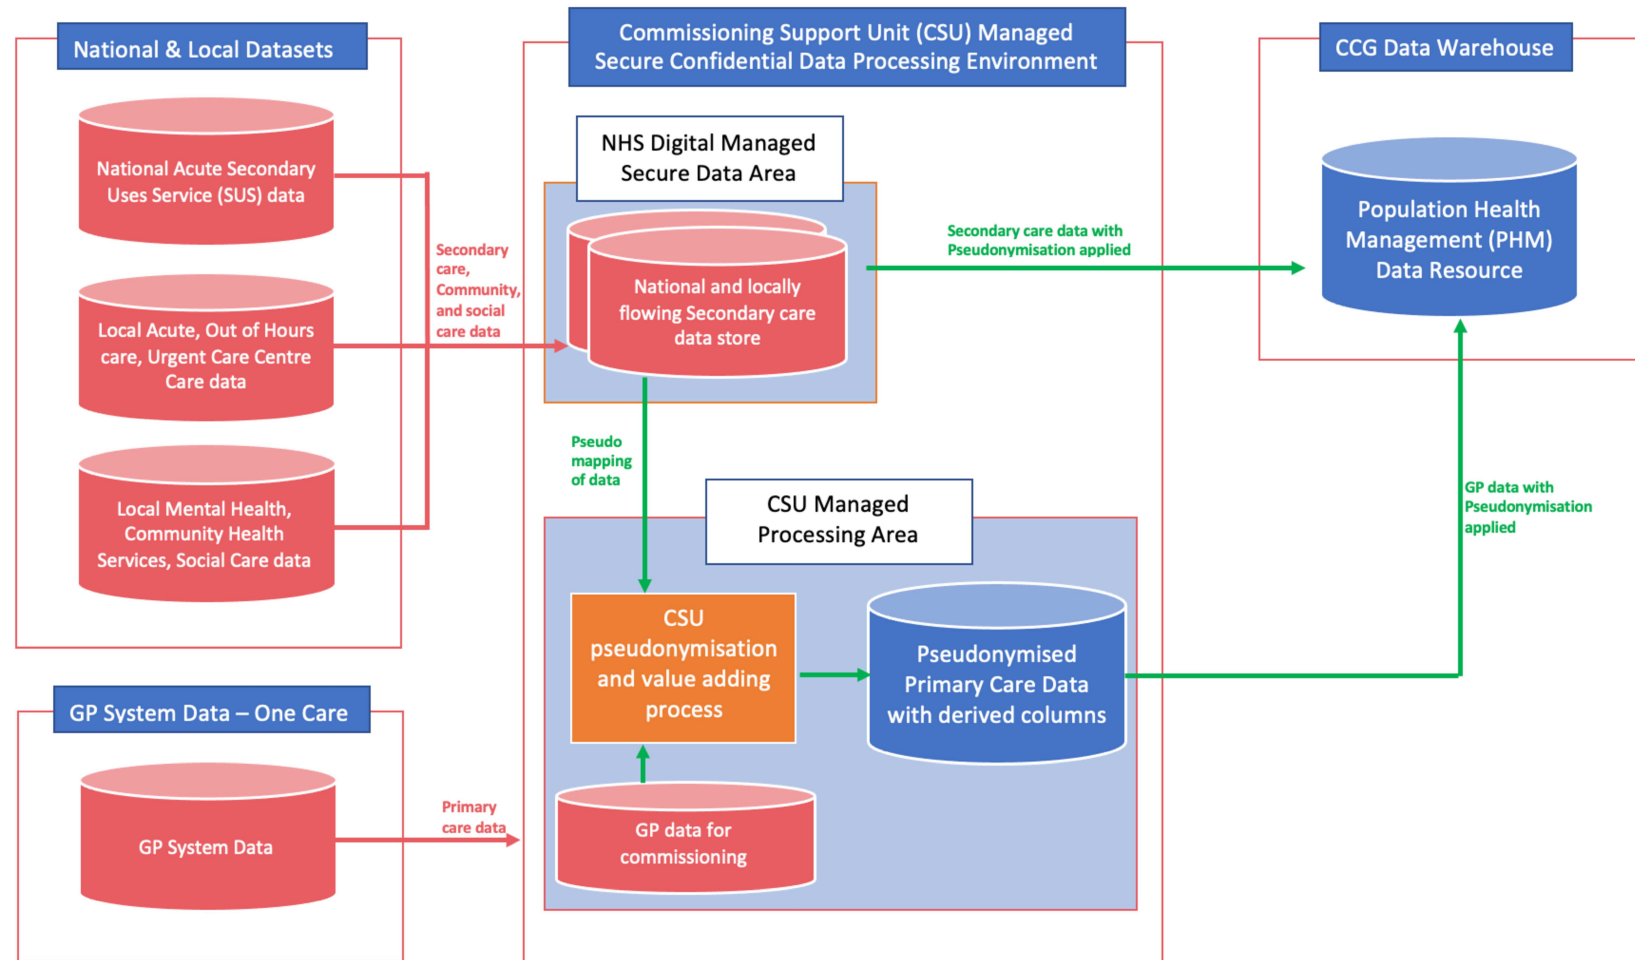 National & Local Datasets
National Acute Secondary
Uses Service (SUS) data
Local Acute, Out of Hours
care, Urgent Care Centre
Care data
Local Mental Health,
Community Health
Services, Social Care data
Secondary
care,
Community,
and social
care data
GP System Data – One Care
GP System Data
Primary
care data
Commissioning Support Unit (CSU) Managed
Secure Confidential Data Processing Environment
NHS Digital Managed
Secure Data Area
National and locally
flowing Secondary care
data store
Pseudo
mapping
of data
CSU Managed
Processing Area
CSU
pseudonymisation
and value adding
process
Pseudonymised
Primary Care Data
with derived columns
GP data for
commissioning
Secondary care data with
Pseudonymisation applied
CCG Data Warehouse
Population Health
Management (PHM)
Data Resource
GP data with
Pseudonymisation
applied